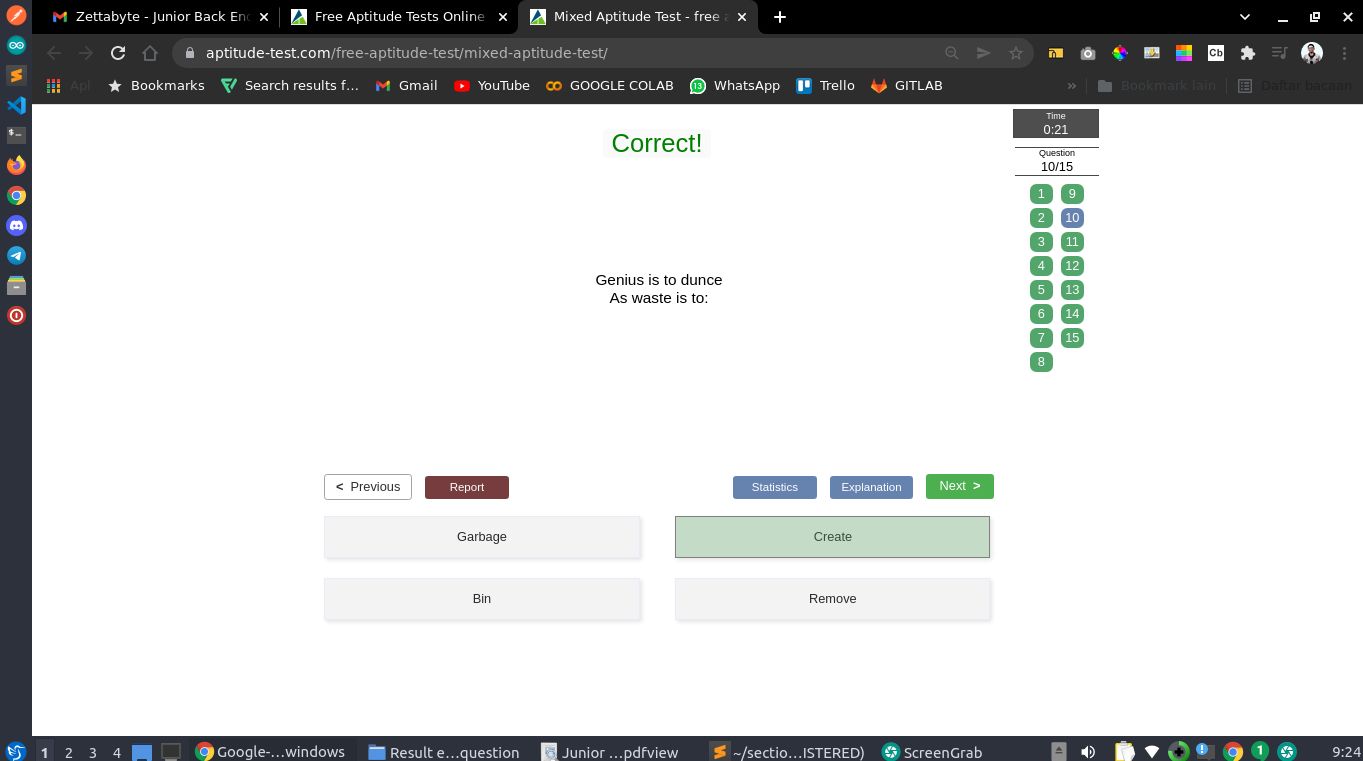 Zettabyte - Junior Back En
Free Aptitude Tests Online
Mixed Aptitude Test - free a
aptitude-test.com/free-aptitude-test/mixed-aptitude-test/
Cb
Apl
Bookmarks
Search results f...
Gmail
YouTube
GOOGLE COLAB
13
WhatsApp
Trello
GITLAB
»
Bookmark lain
Daftar bacaan
Correct!
Time
0:21
Question
10/15
1 9
2 10
3 11
4 12
5 13
6 14
7 15
8
Genius is to dunce
As waste is to:
< Previous
Report
Statistics
Explanation
Next >
Garbage
Create
Bin
Remove
1 2 3 4
Google-...windows
Result e...question
Junior ...pdfview
~/sectio...ISTERED)
ScreenGrab
1
9:24